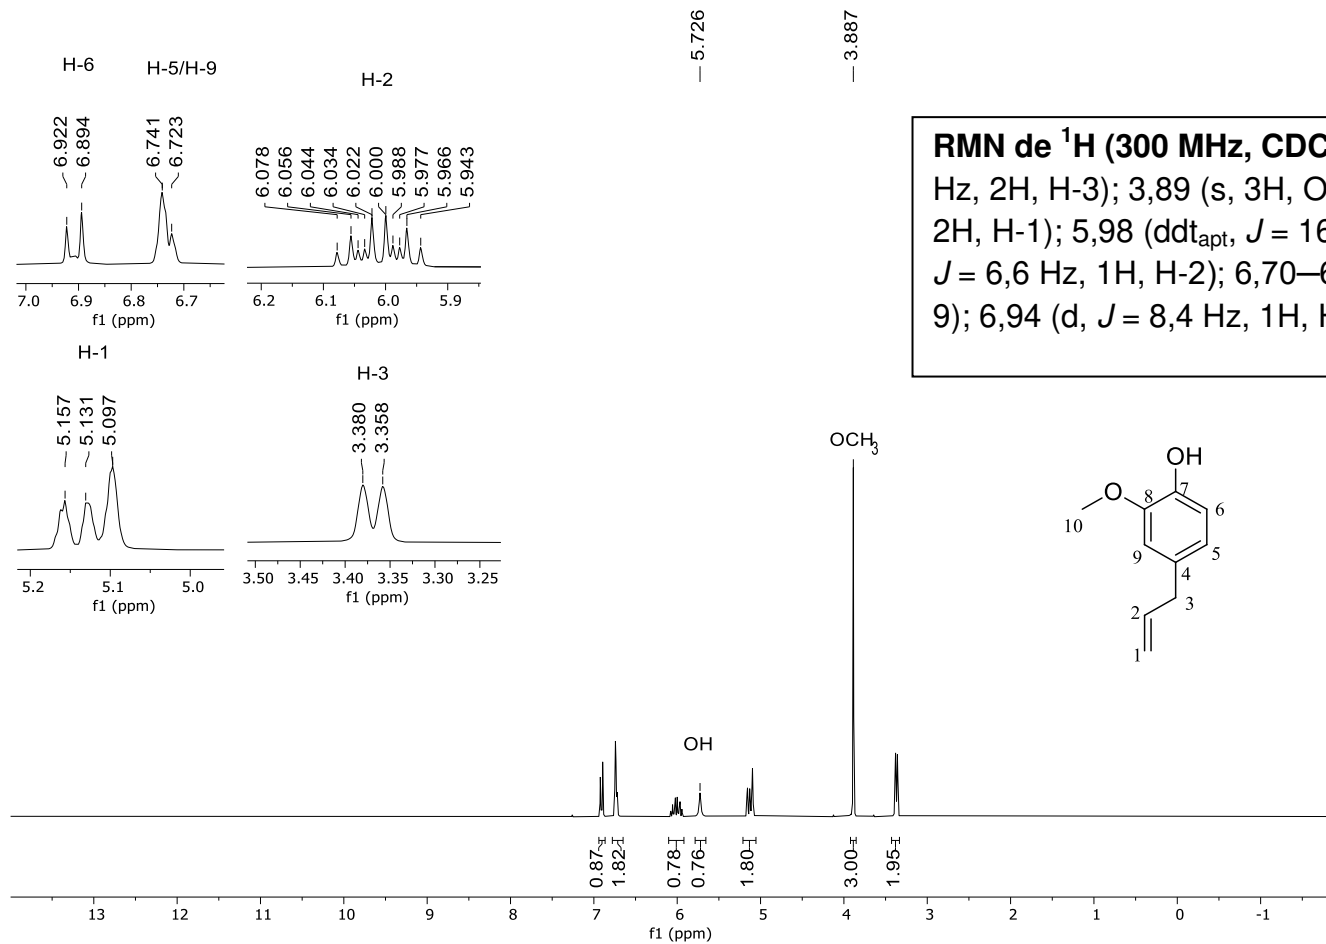 5.726
3.887
H-6
H-5/H-9
H-2
6.922
6.894
6.741
6.723
6.078
6.056
6.044
6.034
6.022
6.000
5.988
5.977
5.966
5.943
7.0 6.9 6.8 6.7
f1 (ppm)
6.2 6.1 6.0 5.9
f1 (ppm)
RMN de ¹H (300 MHz, CDC
Hz, 2H, H-3); 3,89 (s, 3H, O
2H, H-1); 5,98 (ddtapt, J = 16
J = 6,6 Hz, 1H, H-2); 6,70–6
9); 6,94 (d, J = 8,4 Hz, 1H, H
H-1
H-3
5.157
5.131
5.097
3.380
3.358
5.2 5.1 5.0
f1 (ppm)
3.50 3.45 3.40 3.35 3.30 3.25
f1 (ppm)
OCH3
OH
O
10
8
7
6
9
5
4
2
3
1
OH
0.87
1.82
0.78
0.76
1.80
3.00
1.95
13 12 11 10 9 8 7 6 5 4 3 2 1 0 -1
f1 (ppm)